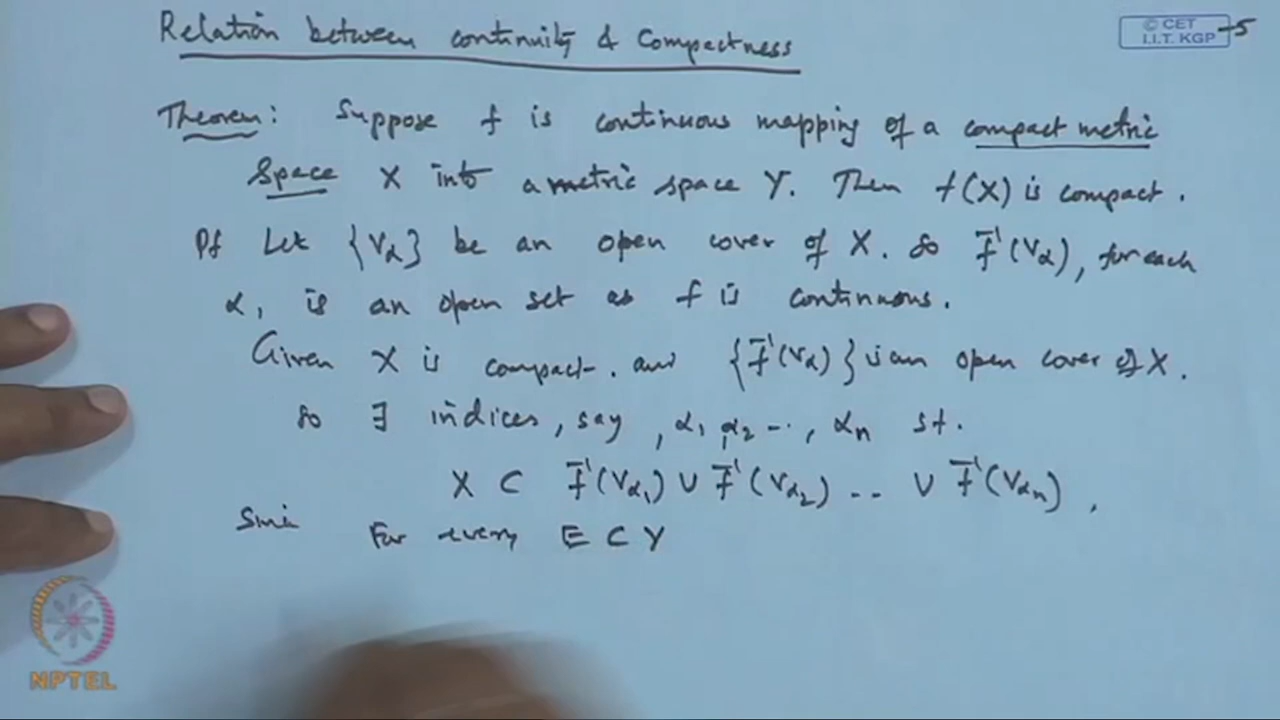 Relation between continuity & Compactness
© CET
I.I.T. KGP
-5
Theorem: Suppose f is continuous mapping of a compact metric
Space X into a metric space Y. Then f(X) is compact.
Pf Let {Vα} be an open cover of X. So f⁻¹(Vα), for each
α, is an open set as f is continuous.
Given X is compact. and {f⁻¹(Vα)} is an open cover of X.
so ∃ indices, say, α1, α2 -.., αn st.
X ⊂ f⁻¹(Vα1) ∪ f⁻¹(Vα2) -- ∪ f⁻¹(Vαn),
Sinc For every E ⊂ Y
NPTEL